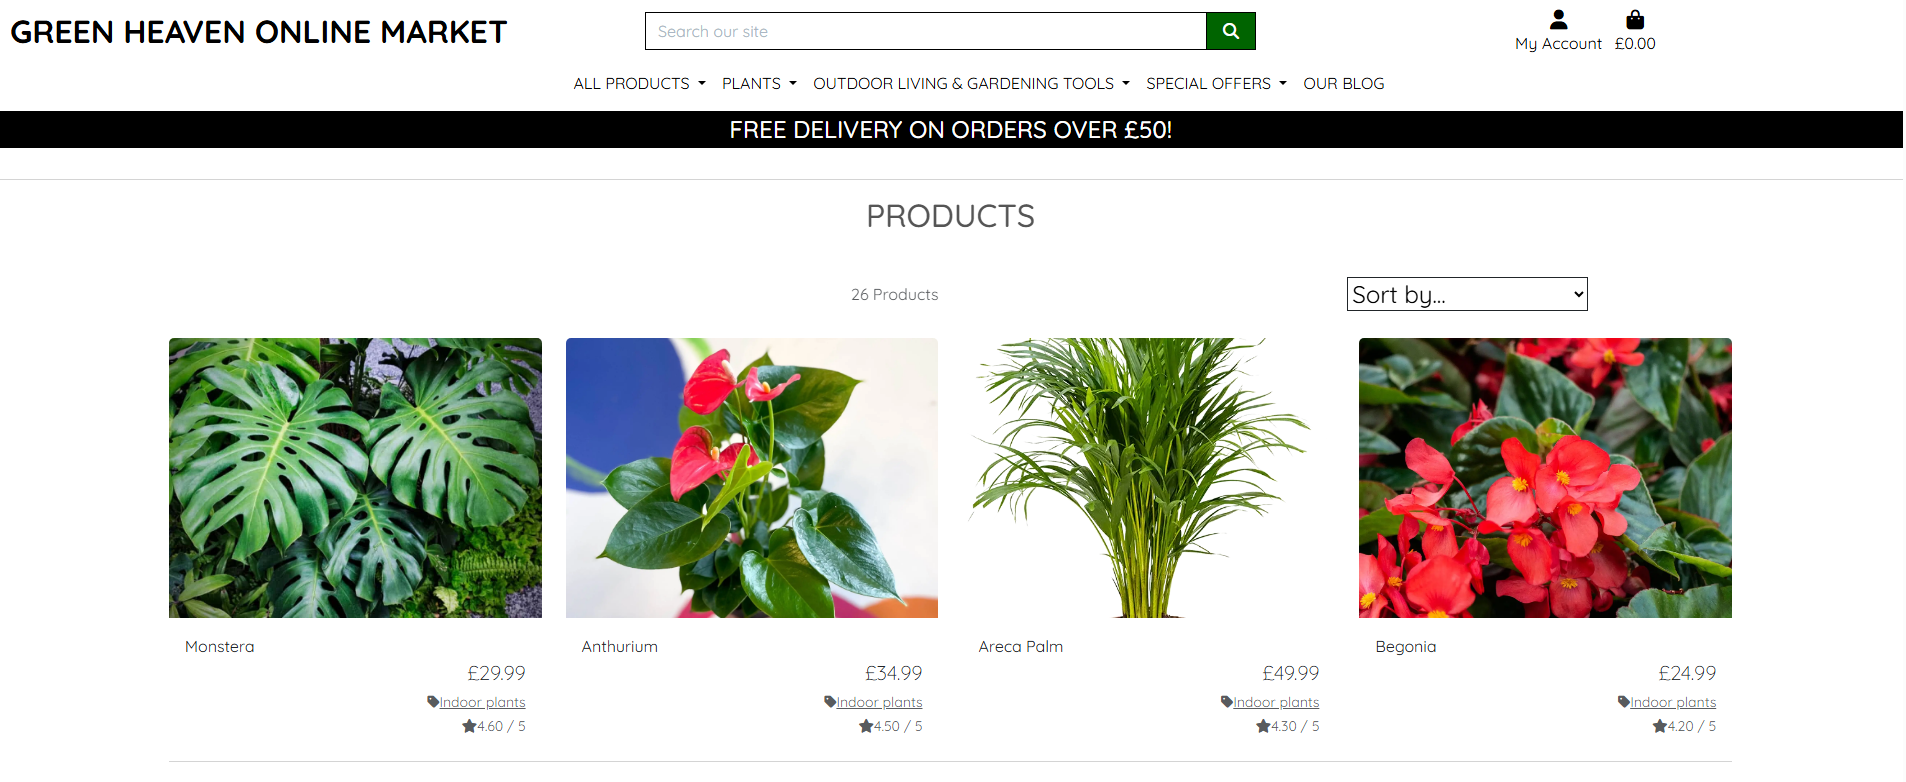 GREEN HEAVEN ONLINE MARKET
Search our site
My Account £0.00
ALL PRODUCTS PLANTS OUTDOOR LIVING & GARDENING TOOLS SPECIAL OFFERS OUR BLOG
FREE DELIVERY ON ORDERS OVER £50!
PRODUCTS
26 Products
Sort by...
Monstera
£29.99
Indoor plants
4.60 / 5
Anthurium
£34.99
Indoor plants
4.50 / 5
Areca Palm
£49.99
Indoor plants
4.30 / 5
Begonia
£24.99
Indoor plants
4.20 / 5